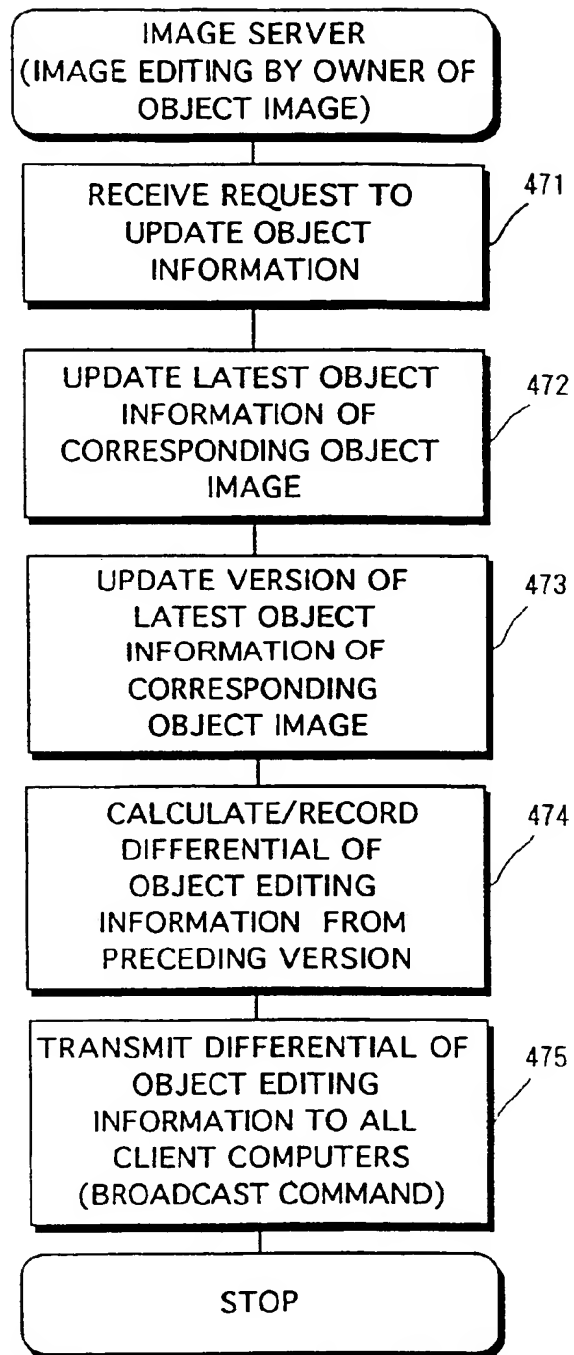 IMAGE SERVER
(IMAGE EDITING BY OWNER OF
OBJECT IMAGE)
RECEIVE REQUEST TO
UPDATE OBJECT
INFORMATION
471
UPDATE LATEST OBJECT
INFORMATION OF
CORRESPONDING OBJECT
IMAGE
472
UPDATE VERSION OF
LATEST OBJECT
INFORMATION OF
CORRESPONDING
OBJECT IMAGE
473
CALCULATE/RECORD
DIFFERENTIAL OF
OBJECT EDITING
INFORMATION FROM
PRECEDING VERSION
474
TRANSMIT DIFFERENTIAL OF
OBJECT EDITING
INFORMATION TO ALL
CLIENT COMPUTERS
(BROADCAST COMMAND)
475
STOP